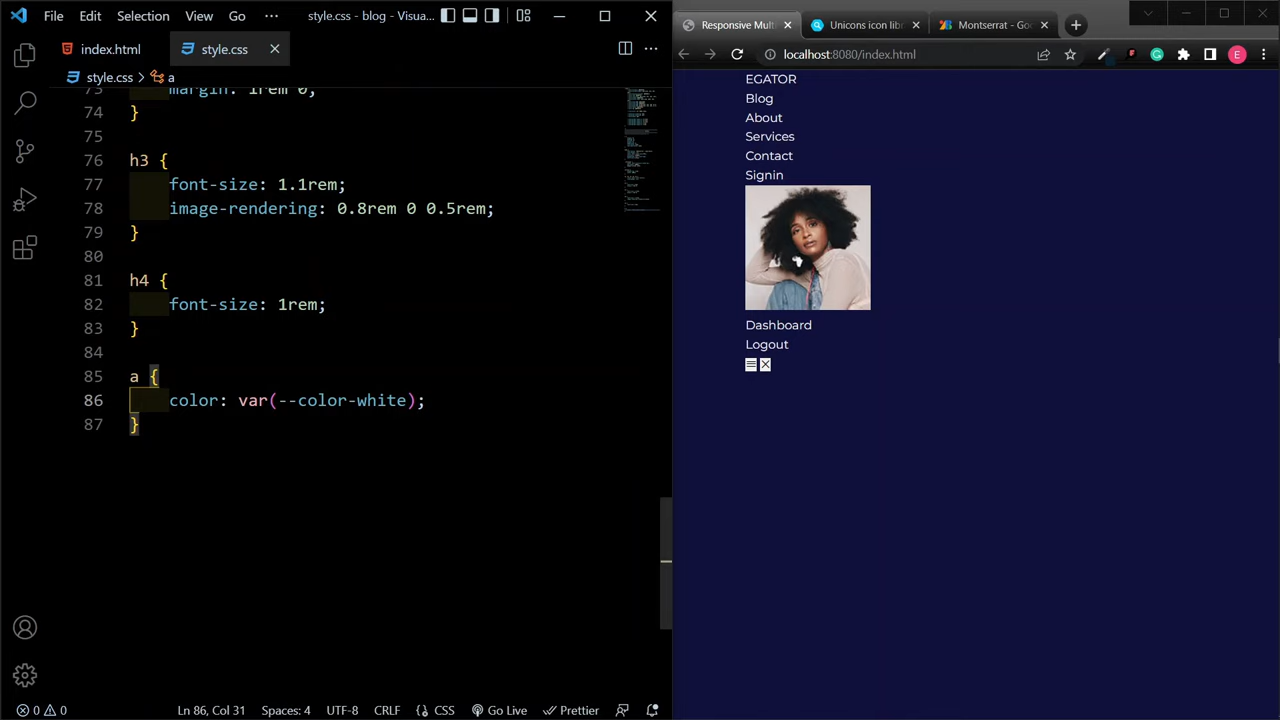 File Edit Selection View Go ··· style.css - blog - Visua...
index.html style.css
style.css > a
73 margin: 1rem 0;
74 }
75
76 h3 {
77 font-size: 1.1rem;
78 image-rendering: 0.8rem 0 0.5rem;
79 }
80
81 h4 {
82 font-size: 1rem;
83 }
84
85 a {
86 color: var(--color-white);
87 }
0 0 Ln 86, Col 31 Spaces: 4 UTF-8 CRLF CSS Go Live Prettier
Responsive Mult Unicons icon libr Montserrat - Goo
localhost:8080/index.html E
EGATOR
Blog
About
Services
Contact
Signin
Dashboard
Logout